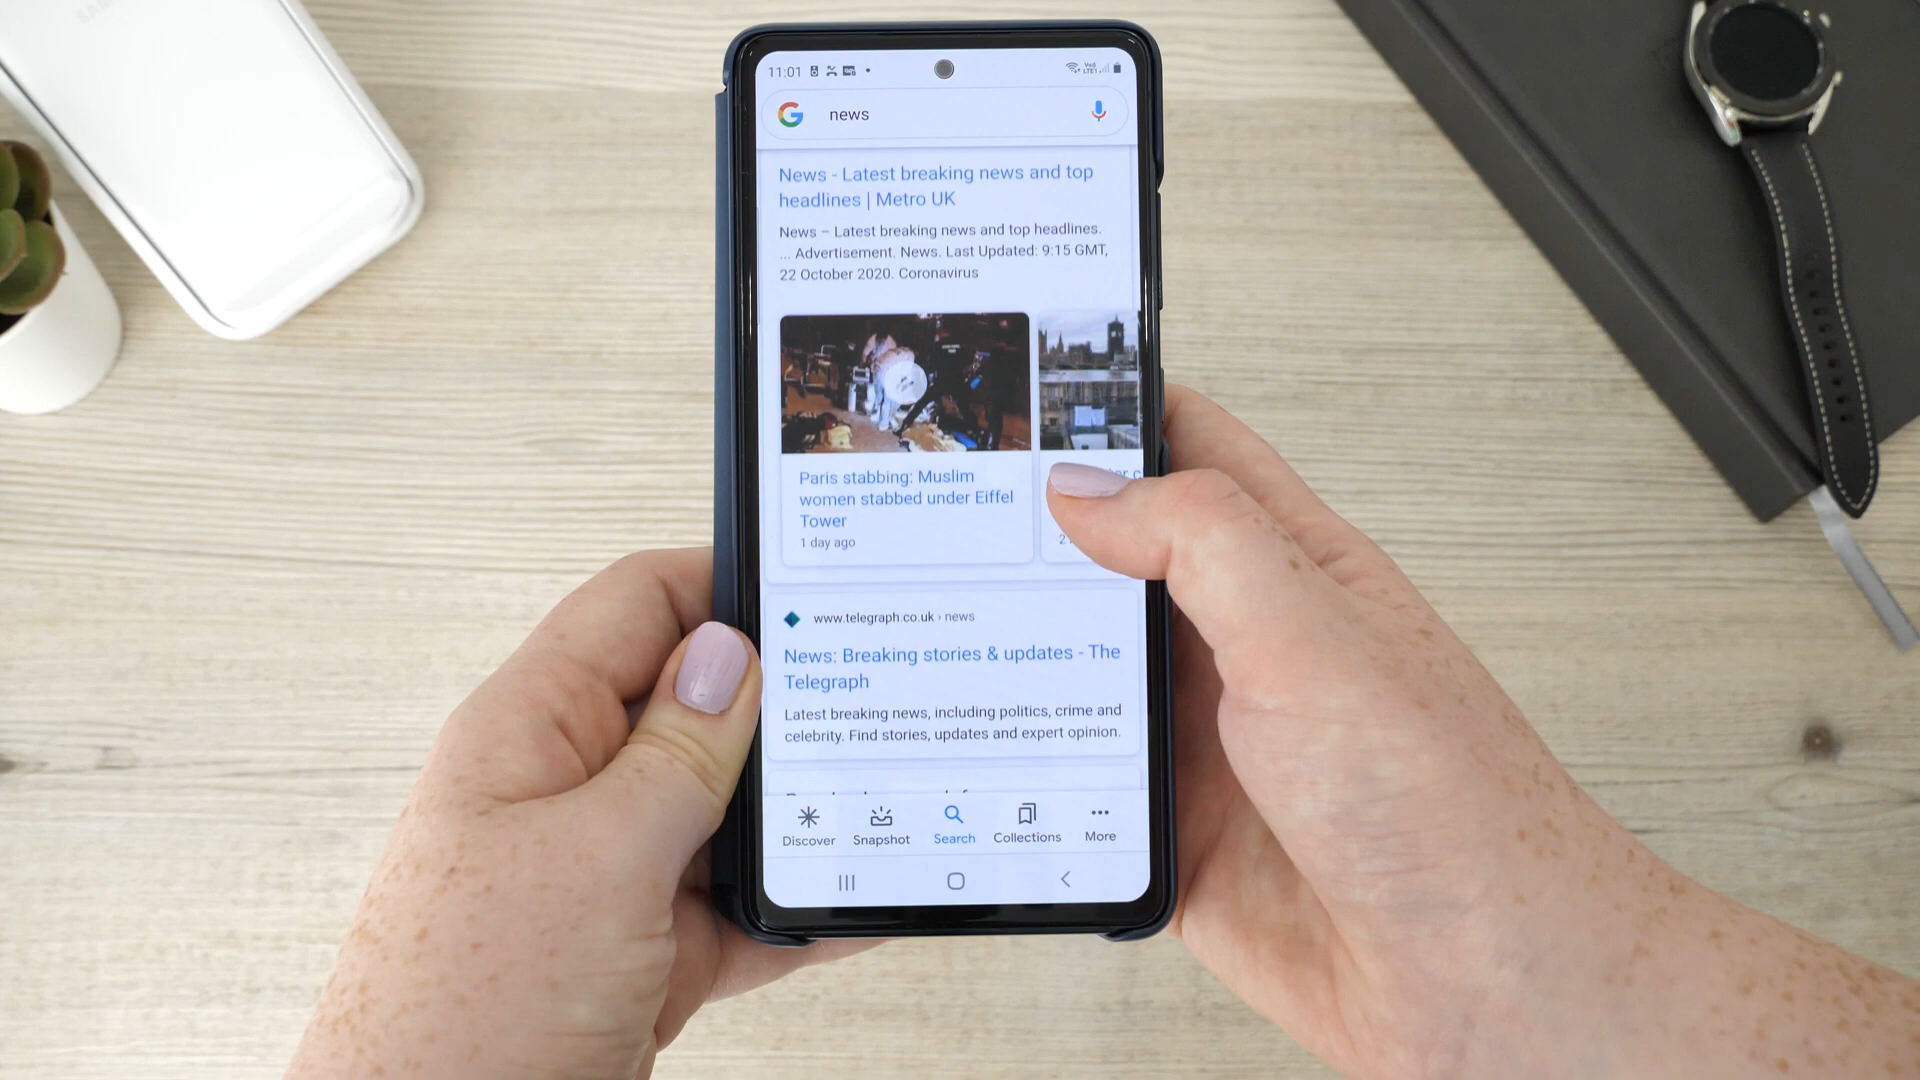 11:01
news
News - Latest breaking news and top
headlines | Metro UK
News – Latest breaking news and top headlines.
... Advertisement. News. Last Updated: 9:15 GMT,
22 October 2020. Coronavirus
Paris stabbing: Muslim
women stabbed under Eiffel
Tower
1 day ago
2
www.telegraph.co.uk › news
News: Breaking stories & updates - The
Telegraph
Latest breaking news, including politics, crime and
celebrity. Find stories, updates and expert opinion.
Discover Snapshot Search Collections More